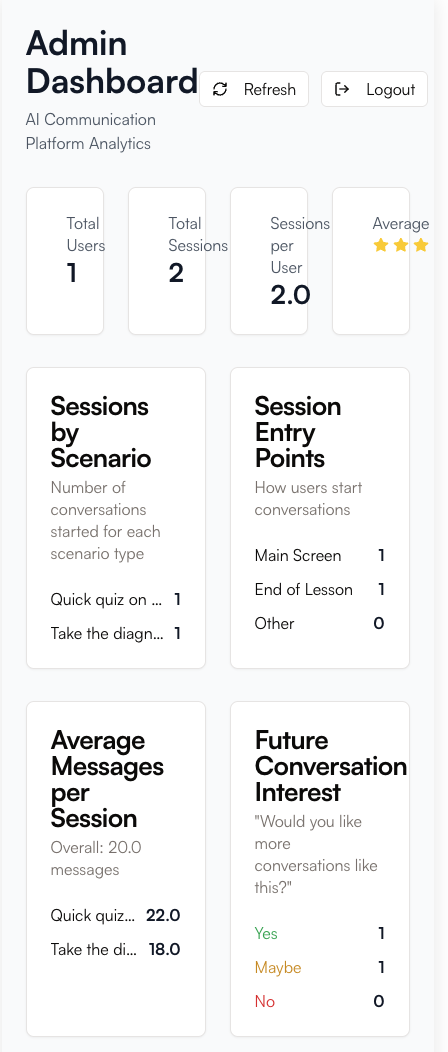 Admin
Dashboard
Refresh
Logout
AI Communication
Platform Analytics
Total
Users
1
Total
Sessions
2
Sessions
per
User
2.0
Average
Sessions
by
Scenario
Number of
conversations
started for each
scenario type
Quick quiz on ... 1
Take the diagn... 1
Session
Entry
Points
How users start
conversations
Main Screen 1
End of Lesson 1
Other 0
Average
Messages
per
Session
Overall: 20.0
messages
Quick quiz... 22.0
Take the di... 18.0
Future
Conversation
Interest
"Would you like
more
conversations like
this?"
Yes 1
Maybe 1
No 0